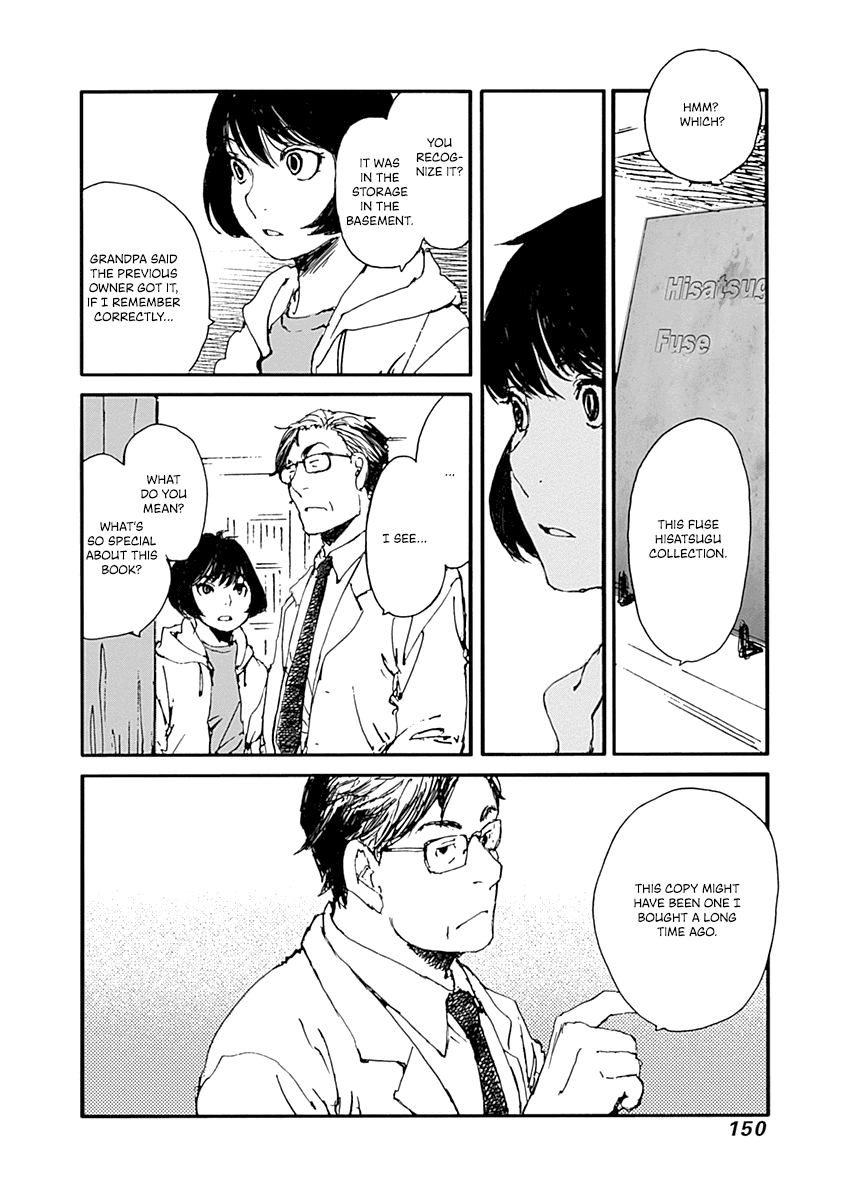 HMM?
WHICH?
Hisatsug
Fuse
THIS FUSE
HISATSUGU
COLLECTION.
YOU
RECOG-
NIZE IT?
IT WAS
IN THE
STORAGE
IN THE
BASEMENT.
GRANDPA SAID
THE PREVIOUS
OWNER GOT IT,
IF I REMEMBER
CORRECTLY...
...
I SEE...
WHAT
DO YOU
MEAN?
WHAT'S
SO SPECIAL
ABOUT THIS
BOOK?
THIS COPY MIGHT
HAVE BEEN ONE I
BOUGHT A LONG
TIME AGO.
150